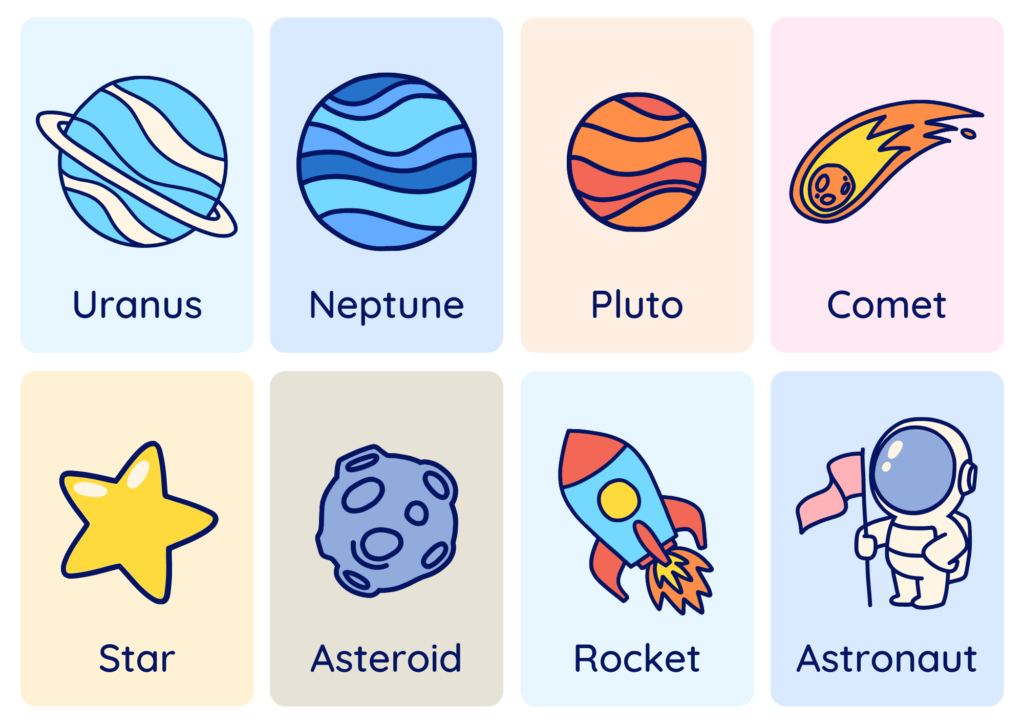 Uranus
Neptune
Pluto
Comet
Star
Asteroid
Rocket
Astronaut